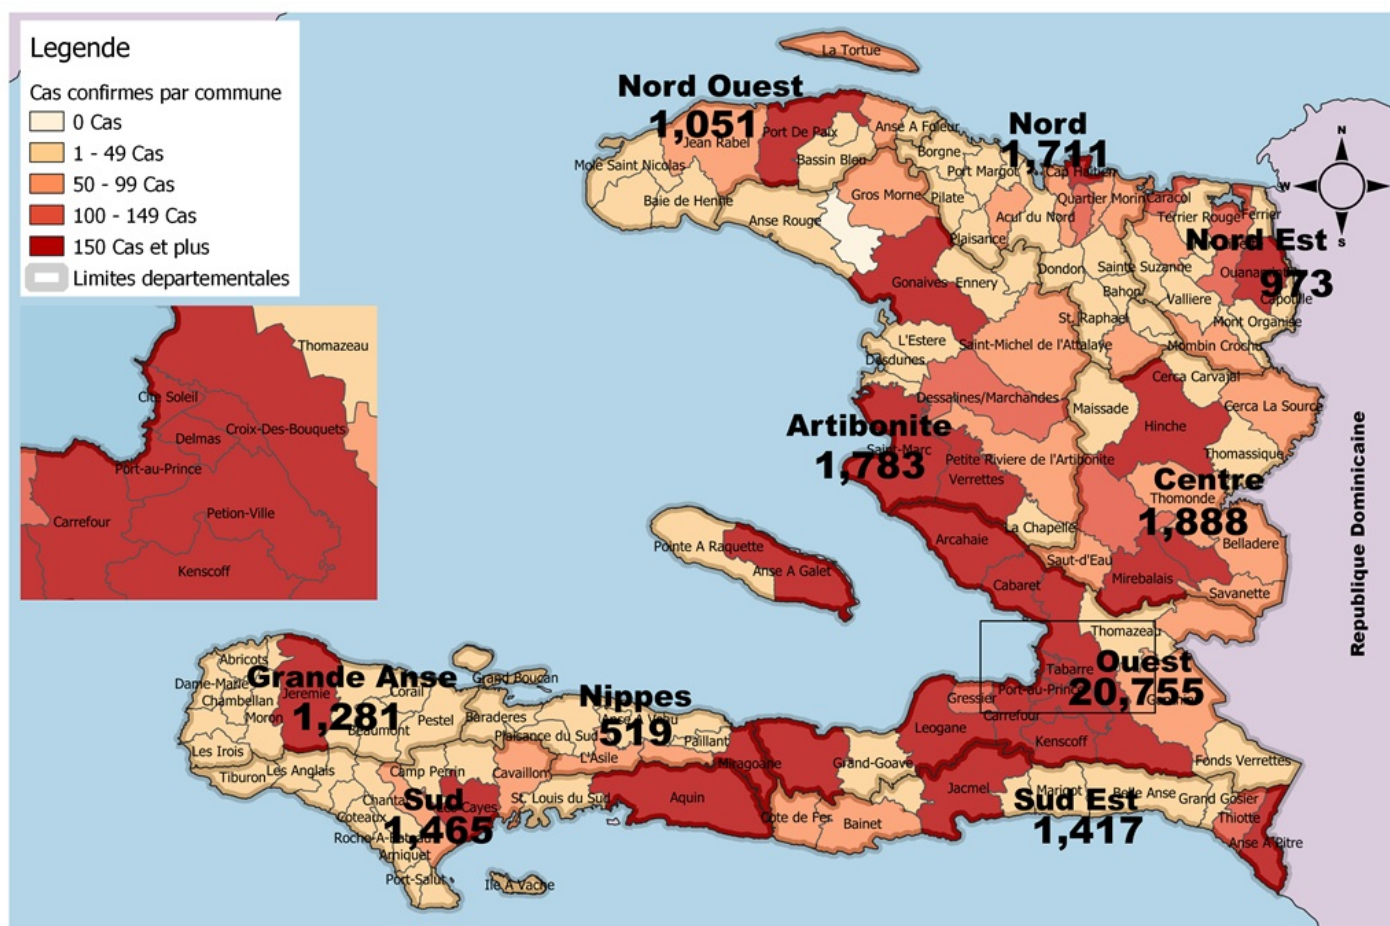 Legende
Cas confirmes par commune
0 Cas
1 - 49 Cas
50 - 99 Cas
100 - 149 Cas
150 Cas et plus
Limites departementales
Thomazeau
Cite Soleil
Croix-Des-Bouquets
Delmas
Port-au-Prince
Petion-Ville
Carrefour
Kenscoff
La Tortue
Nord Ouest
1,051
Jean Rabel
Port De Paix
Anse A Foleur
Mole Saint Nicolas
Bassin Bleu
Baie de Henne
Anse Rouge
Nord
1,711
Borgne
Port Margot
Cap Haitien
Gros Morne
Pilate
Quartier Morin
Caracol
Acul du Nord
Terrier Rouge
Ferrier
Plaisance
Nord Est
973
N
W
E
S
Gonaives
Ennery
Dondon
Sainte Suzanne
Bahon
Valliere
Capotille
St. Raphael
Mont Organise
L'Estere
Saint-Michel de l'Attalaye
Mombin Crochu
Desdunes
Cerca Carvajal
Dessalines/Marchandes
Maissade
Cerca La Source
Hinche
Artibonite
1,783
Saint-Marc
Petite Riviere de l'Artibonite
Verrettes
Thomassique
Centre
1,888
Thomonde
La Chapelle
Belladere
Arcahaie
Saut-d'Eau
Mirebalais
Cabaret
Savanette
Pointe A Raquette
Anse A Galet
Republique Dominicaine
Thomazeau
Ouest
20,755
Tabarre
Port-au-Prince
Gressier
Carrefour
Leogane
Kenscoff
Fonds Verrettes
Grand-Goave
Abricots
Grande Anse
1,281
Dame-Marie
Jeremie
Chambellan
Corail
Moron
Pestel
Beaumont
Les Irois
Grand Boucan
Nippes
519
Baraderes
Plaisance du Sud
Paillant
L'Asile
Miragoane
Tiburon
Les Anglais
Camp Perrin
Cavaillon
St. Louis du Sud
Aquin
Sud
1,465
Coteaux
Arniquet
Port-Salut
Ile A Vache
Cote de Fer
Bainet
Jacmel
Sud Est
1,417
Marigot
Belle Anse
Grand Gosier
Thiotte
Anse A Pitre